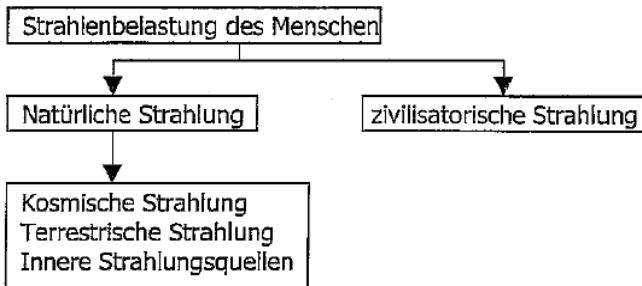 Strahlenbelastung des Menschen
Natürliche Strahlung
zivilisatorische Strahlung
Kosmische Strahlung
Terrestrische Strahlung
Innere Strahlungsquellen